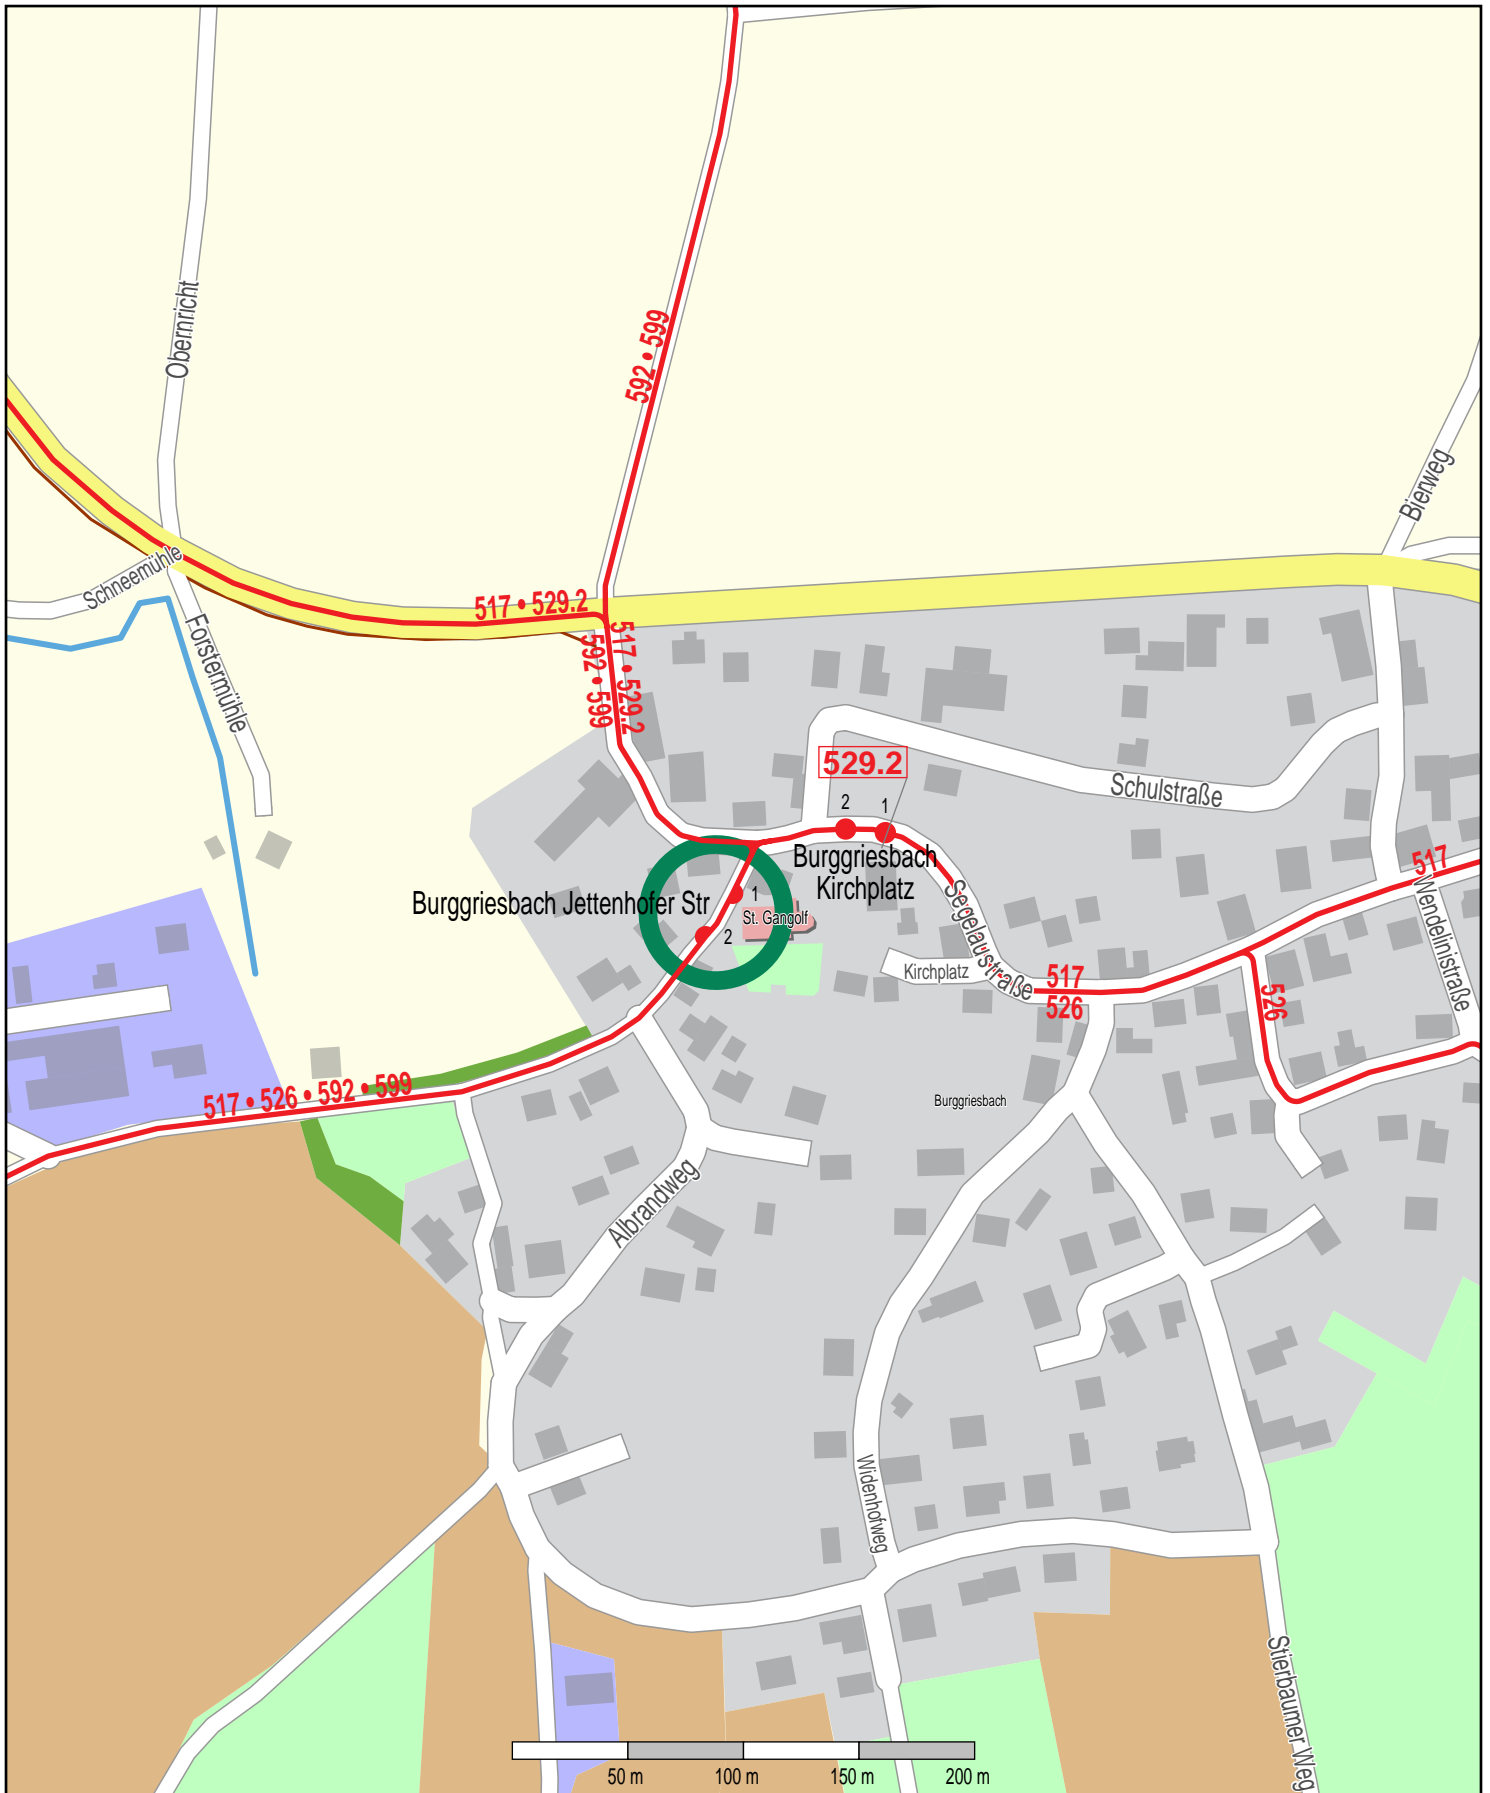 592 • 599
Obernricht
Bierweg
Schneemühle
517 • 529.2
517 • 529.2
592 • 599
Forstermühle
529.2
Schulstraße
2
1
Burggriesbach
Kirchplatz
517
Burggriesbach Jettenhofer Str
1
St. Gangolf
2
Segelaustraße
Wendelinistraße
Kirchplatz
517
526
526
517 • 526 • 592 • 599
Burggriesbach
Albrandweg
Widenhofweg
Stierbaumer Weg
50 m
100 m
150 m
200 m